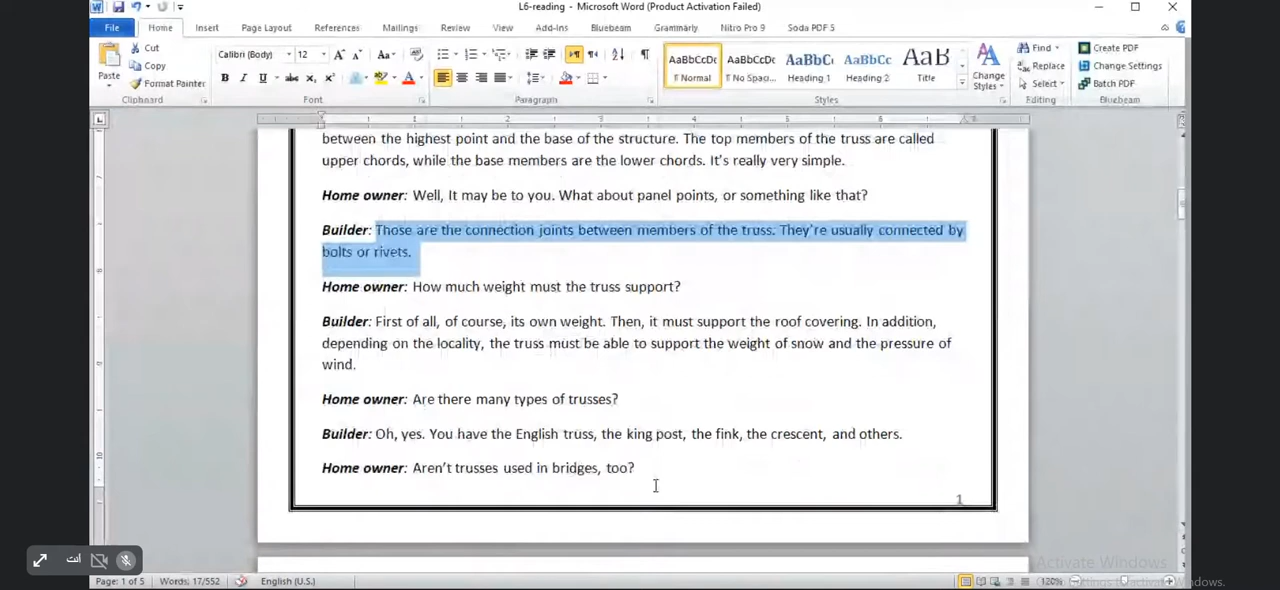 L6-reading - Microsoft Word (Product Activation Failed)
File Home Insert Page Layout References Mailings Review View Add-Ins Bluebeam Grammarly Nitro Pro 9 Soda PDF 5
Paste Cut Copy Format Painter
Calibri (Body) 12
AaBbCcDc AaBbCcDc AaBbC AaBbCc AaB
¶ Normal ¶ No Spaci... Heading 1 Heading 2 Title
Change Styles
Find Replace Select
Create PDF Change Settings Batch PDF
Clipboard Font Paragraph Styles Editing Bluebeam
between the highest point and the base of the structure. The top members of the truss are called
upper chords, while the base members are the lower chords. It's really very simple.
Home owner: Well, It may be to you. What about panel points, or something like that?
Builder: Those are the connection joints between members of the truss. They're usually connected by
bolts or rivets.
Home owner: How much weight must the truss support?
Builder: First of all, of course, its own weight. Then, it must support the roof covering. In addition,
depending on the locality, the truss must be able to support the weight of snow and the pressure of
wind.
Home owner: Are there many types of trusses?
Builder: Oh, yes. You have the English truss, the king post, the fink, the crescent, and others.
Home owner: Aren't trusses used in bridges, too?
1
انت
Activate Windows
Page: 1 of 5 Words: 17/552 English (U.S.) 120%